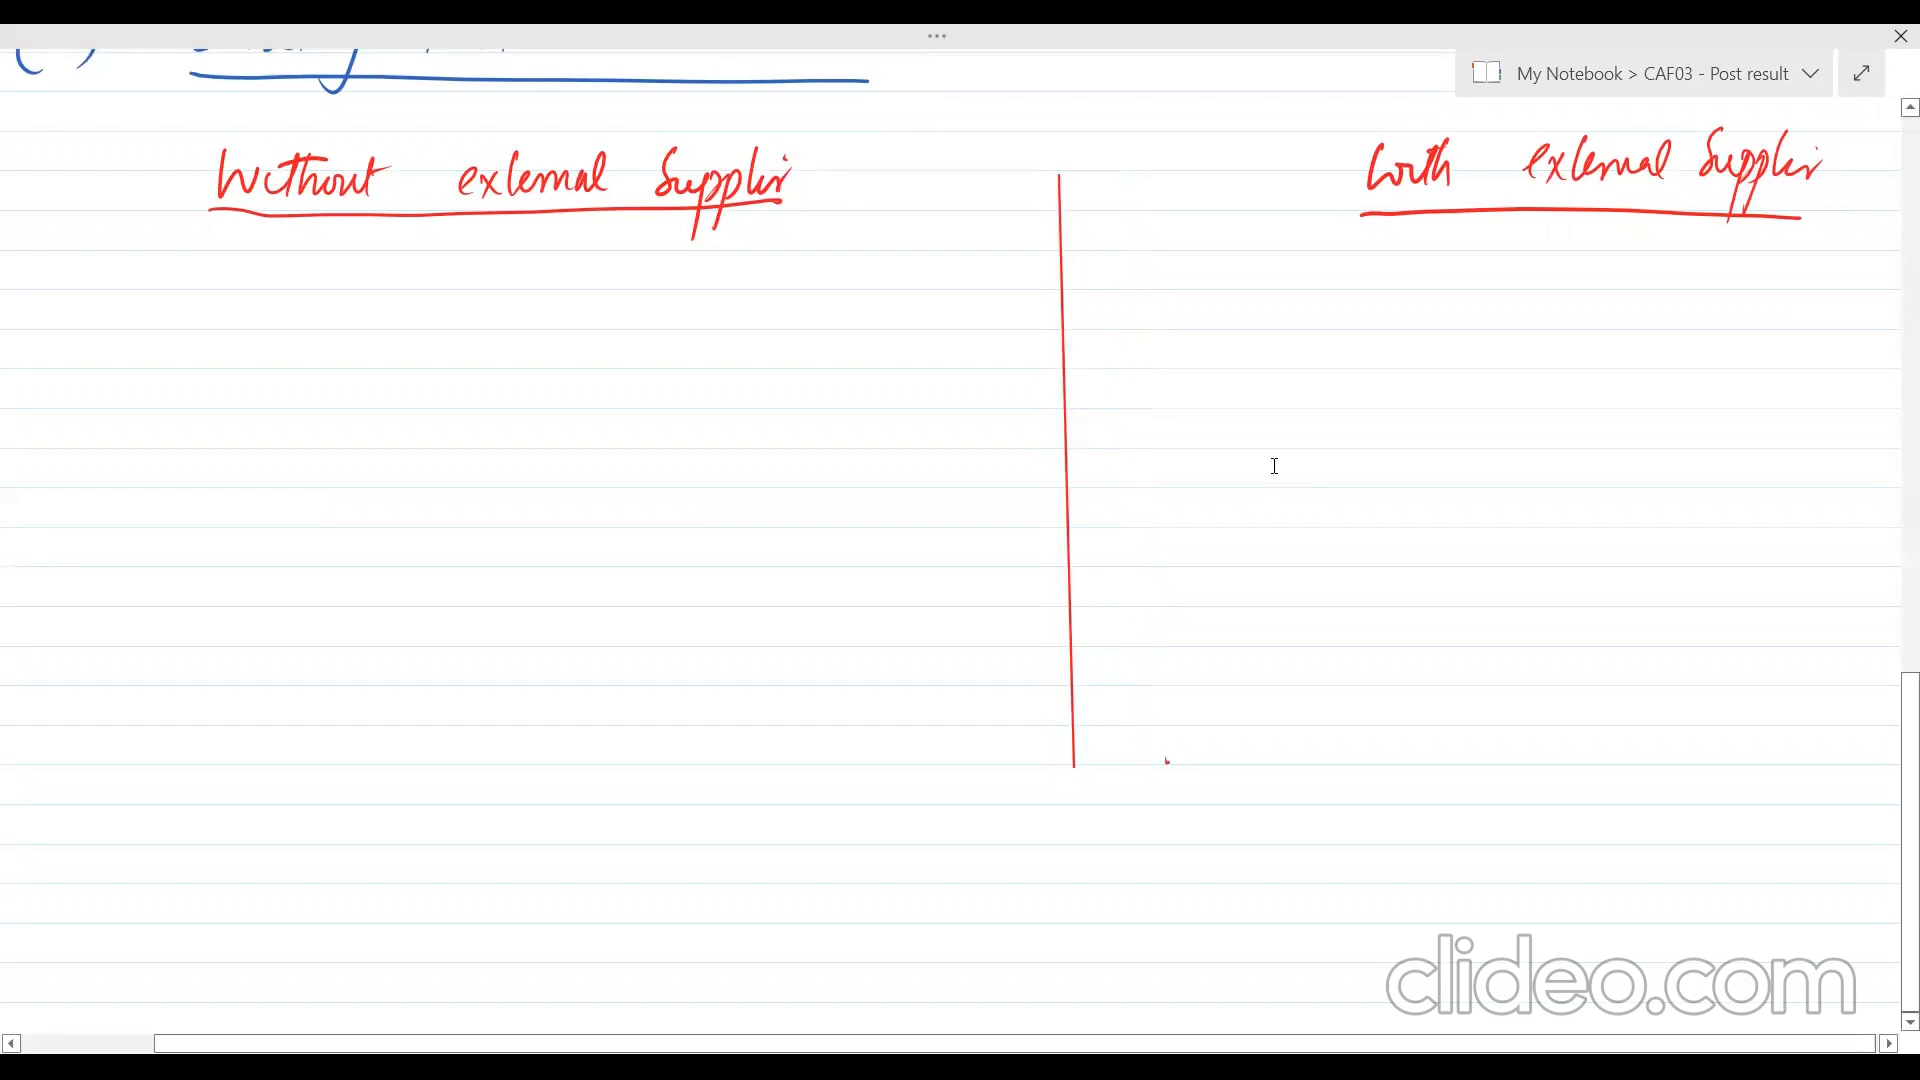 My Notebook > CAF03 - Post result
Without external Supplier
With external Supplier
clideo.com